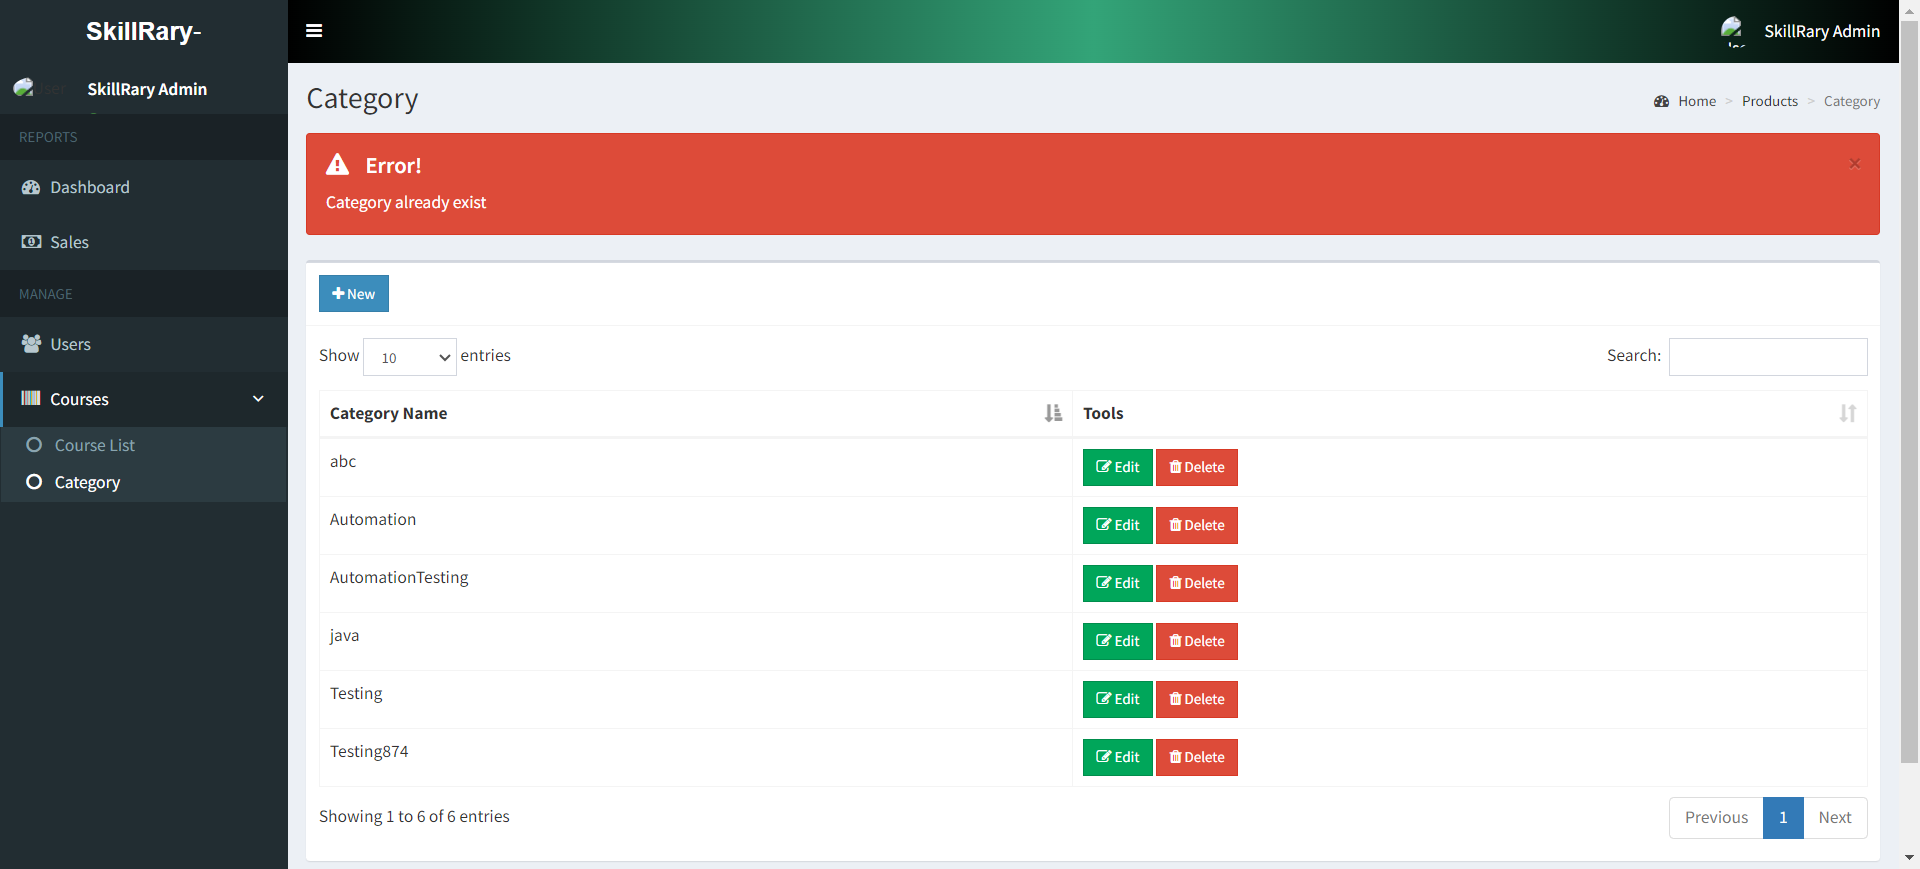 SkillRary-
SkillRary Admin
User
SkillRary Admin
REPORTS
Dashboard
Sales
MANAGE
Users
Courses
Course List
Category
Category
Home > Products > Category
Error!
×
Category already exist
New
Show 10 entries
Search:
Category Name Tools
abc Edit Delete
Automation Edit Delete
AutomationTesting Edit Delete
java Edit Delete
Testing Edit Delete
Testing874 Edit Delete
Showing 1 to 6 of 6 entries
Previous 1 Next